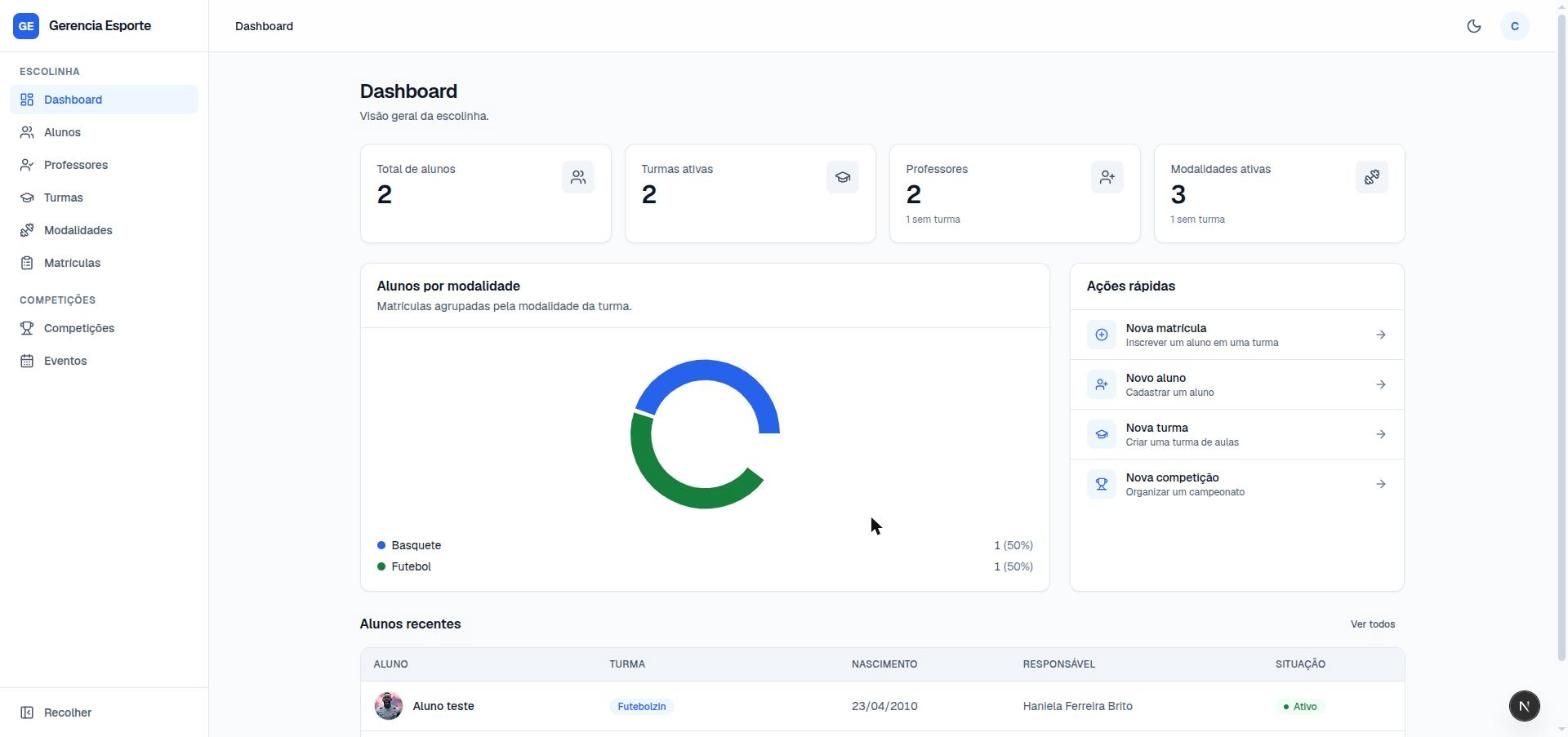 GE Gerencia Esporte
Dashboard
C
ESCOLINHA
Dashboard
Alunos
Professores
Turmas
Modalidades
Matrículas
COMPETIÇÕES
Competições
Eventos
Recolher
Dashboard
Visão geral da escolinha.
Total de alunos
2
Turmas ativas
2
Professores
2
1 sem turma
Modalidades ativas
3
1 sem turma
Alunos por modalidade
Matrículas agrupadas pela modalidade da turma.
Basquete 1 (50%)
Futebol 1 (50%)
Ações rápidas
Nova matrícula
Inscrever um aluno em uma turma
Novo aluno
Cadastrar um aluno
Nova turma
Criar uma turma de aulas
Nova competição
Organizar um campeonato
Alunos recentes
Ver todos
ALUNO TURMA NASCIMENTO RESPONSÁVEL SITUAÇÃO
Aluno teste Futebolzin 23/04/2010 Haniela Ferreira Brito Ativo
N